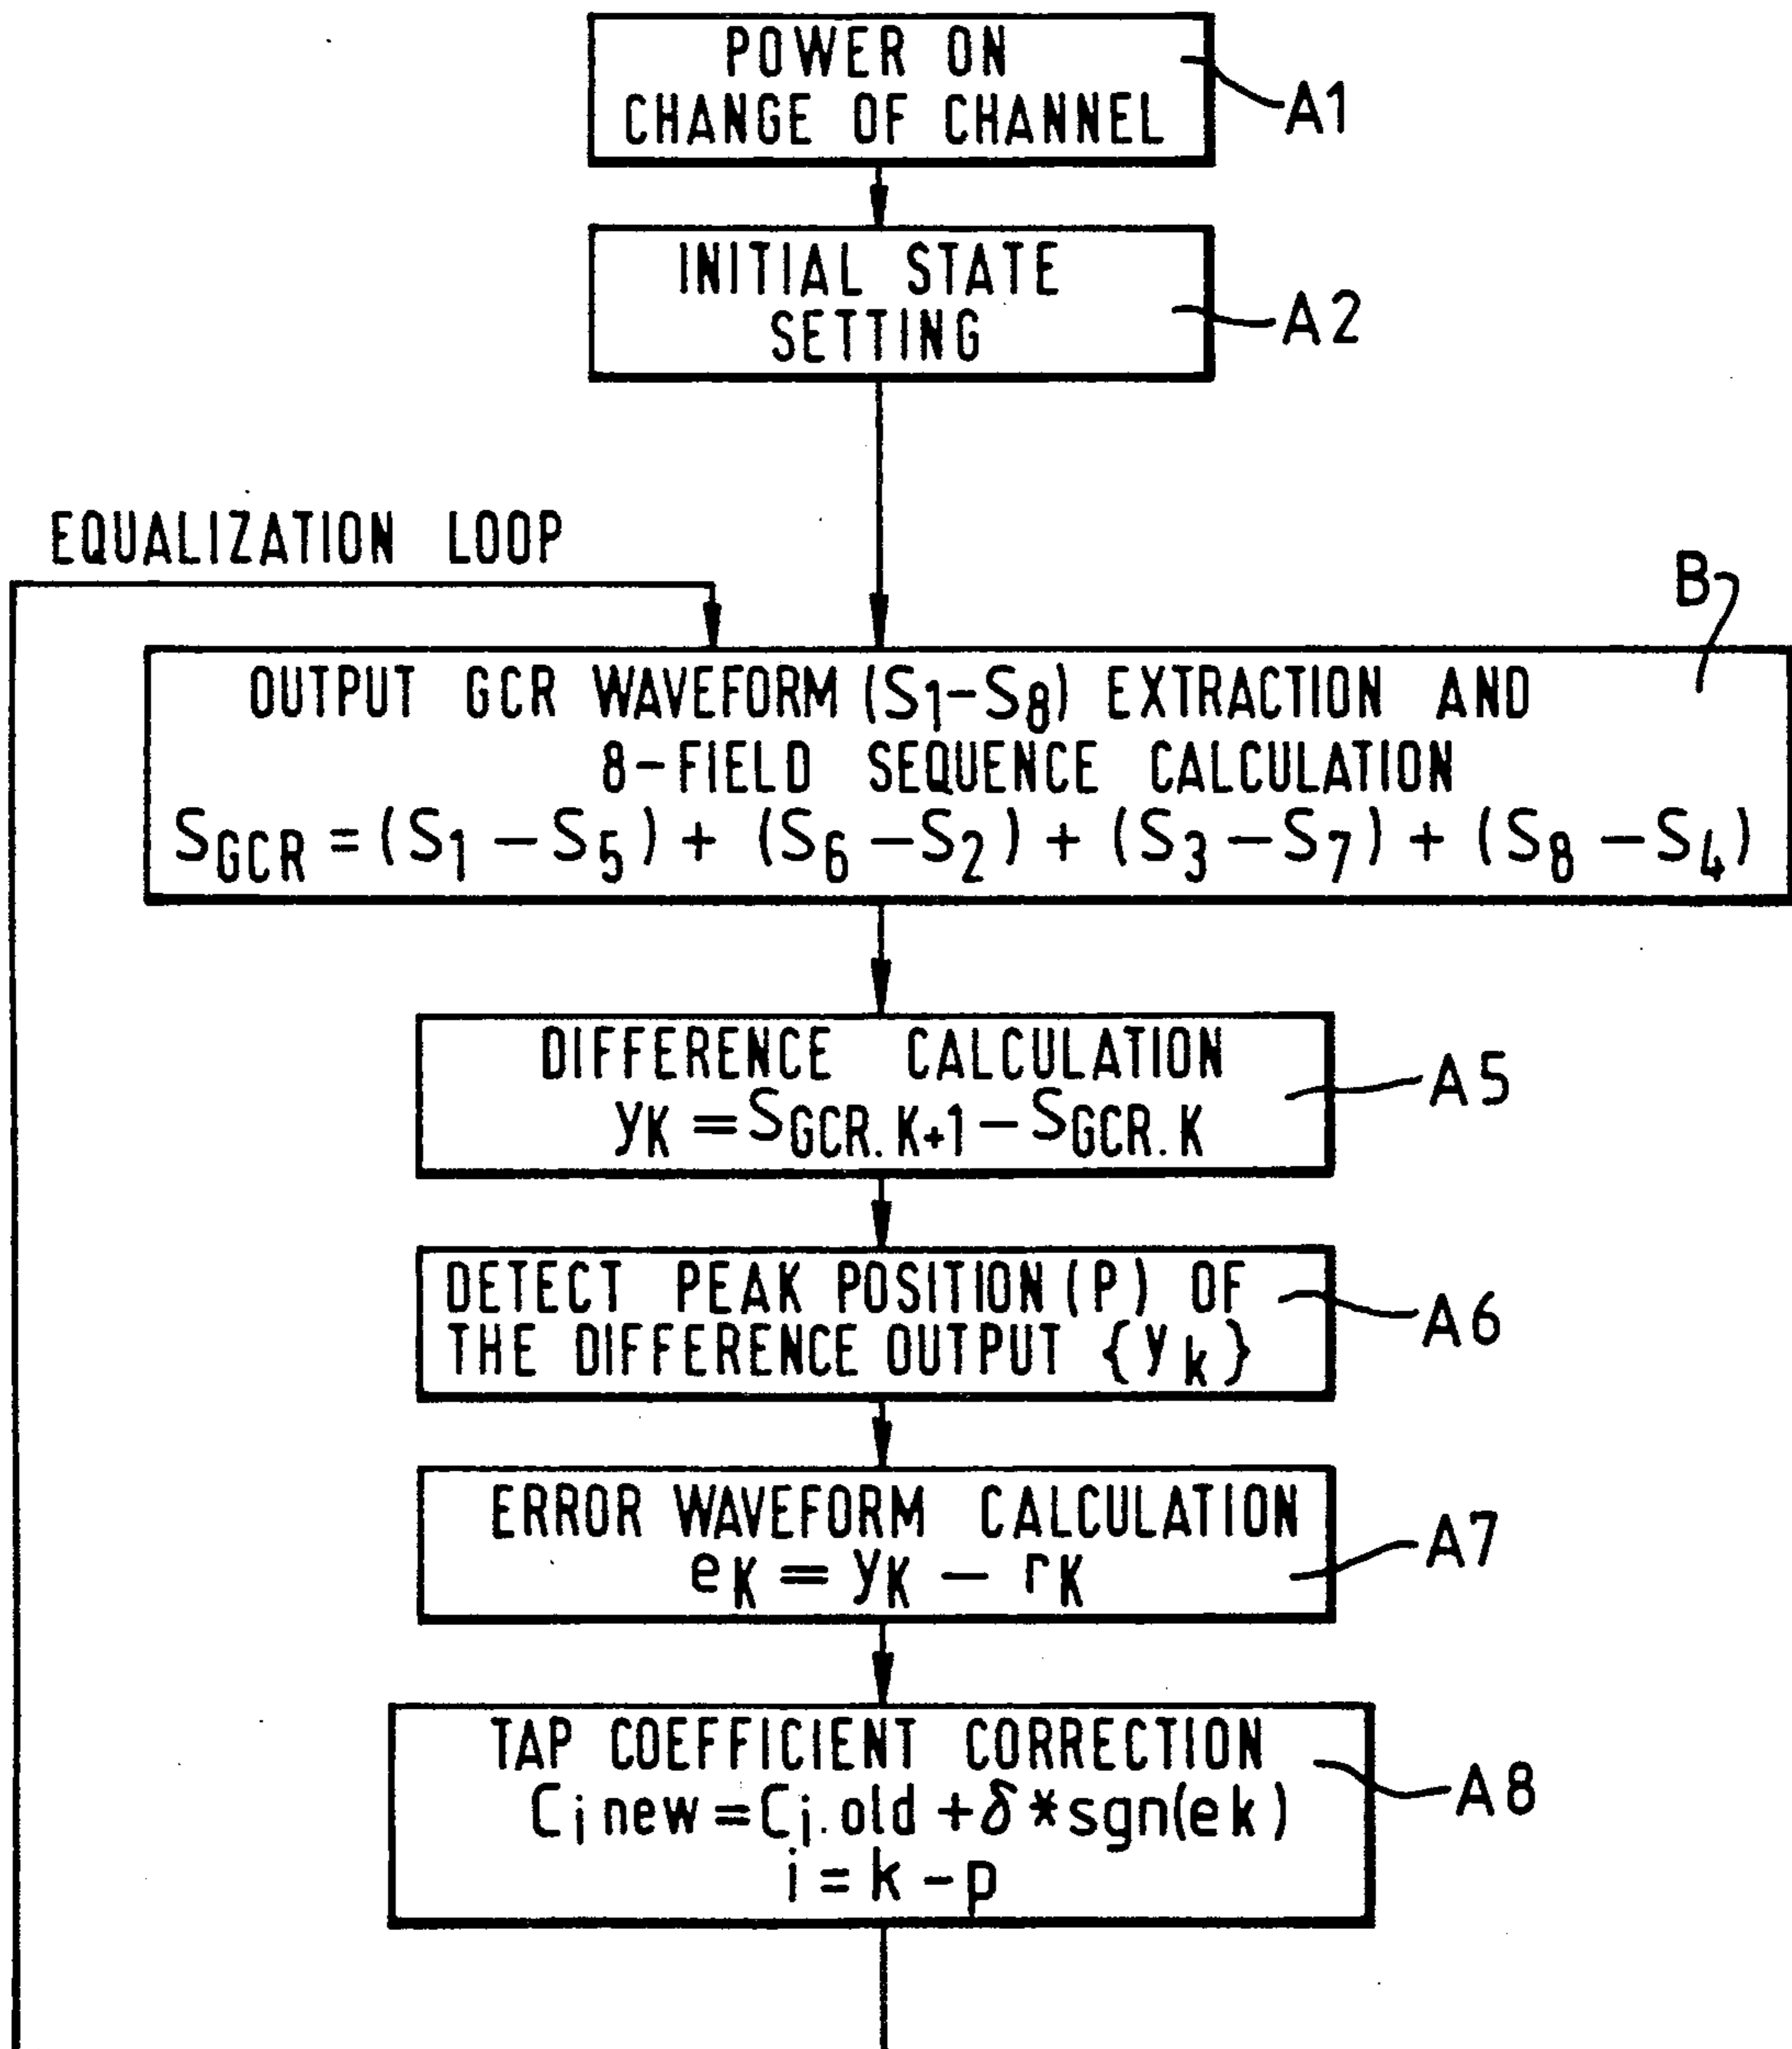 POWER ON
CHANGE OF CHANNEL
A1
INITIAL STATE
SETTING
A2
EQUALIZATION LOOP
B
OUTPUT GCR WAVEFORM (S1-S8) EXTRACTION AND
8-FIELD SEQUENCE CALCULATION
SGCR = (S1 - S5) + (S6 - S2) + (S3 - S7) + (S8 - S4)
DIFFERENCE CALCULATION
yK = SGCR.K+1 - SGCR.K
A5
DETECT PEAK POSITION (P) OF
THE DIFFERENCE OUTPUT {yk}
A6
ERROR WAVEFORM CALCULATION
eK = yK - rK
A7
TAP COEFFICIENT CORRECTION
Ci new = Ci.old + δ * sgn(ek)
i = k - p
A8